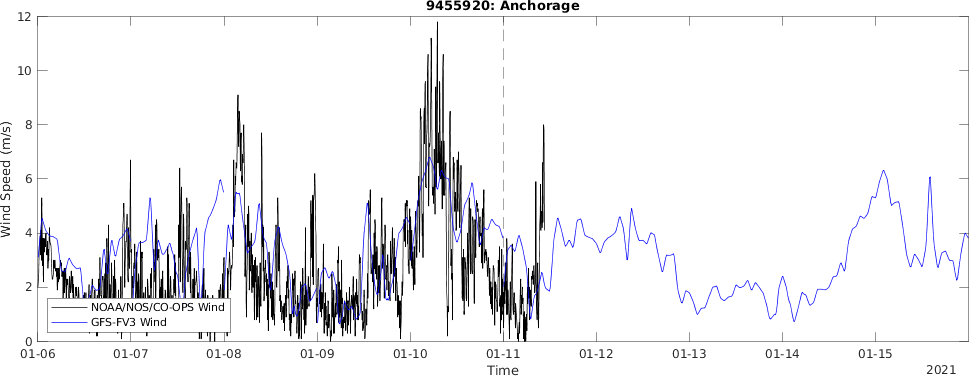 9455920: Anchorage
Wind Speed (m/s)
12
10
8
6
4
2
0
NOAA/NOS/CO-OPS Wind
GFS-FV3 Wind
01-06 01-07 01-08 01-09 01-10 01-11 01-12 01-13 01-14 01-15
Time
2021